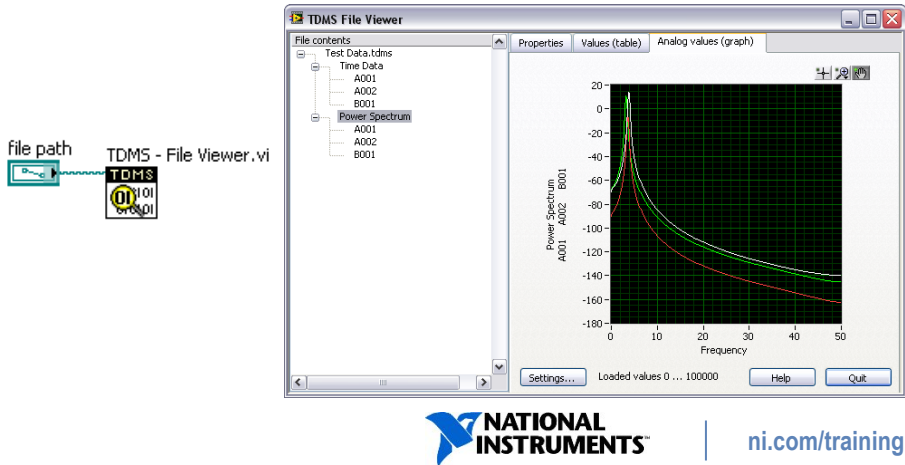 file path
TDMS - File Viewer.vi
TDMS
TDMS File Viewer
File contents
Test Data.tdms
Time Data
A001
A002
B001
Power Spectrum
A001
A002
B001
Properties
Values (table)
Analog values (graph)
20
0
-20
-40
-60
-80
-100
-120
-140
-160
-180
Power Spectrum
A001 A002 B001
0 10 20 30 40 50
Frequency
Settings...
Loaded values 0 ... 100000
Help
Quit
NATIONAL
INSTRUMENTS™
ni.com/training